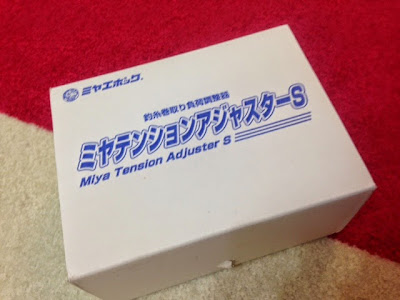 ミヤエポック
釣糸巻取り負荷調整器
ミヤテンションアジャスターS
Miya Tension Adjuster S